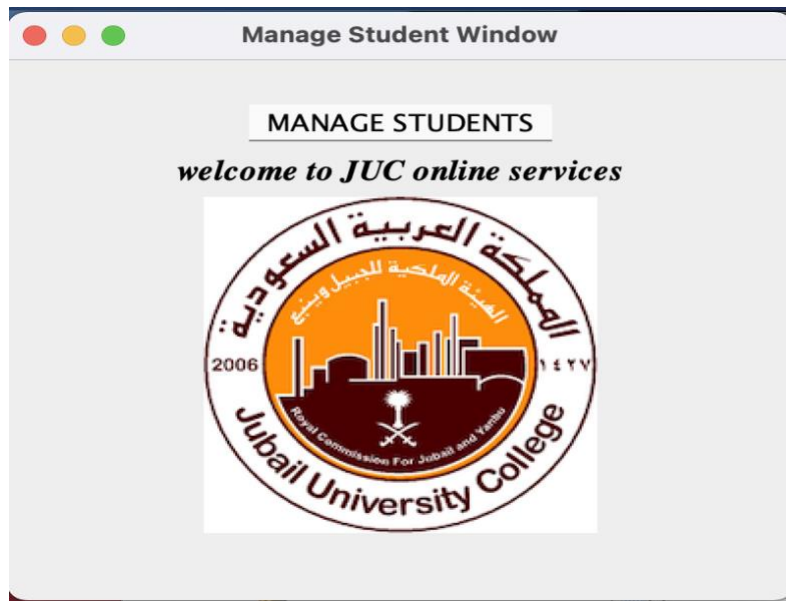 Manage Student Window
MANAGE STUDENTS
welcome to JUC online services
المملكة العربية السعودية
الهيئة الملكية للجبيل وينبع
2006
١٤٢٧
Royal Commission For Jubail and Yanbu
Jubail University College